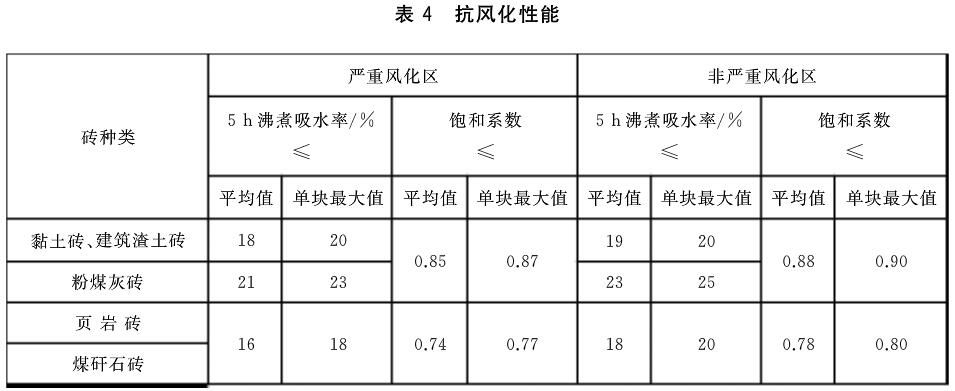 表 4 抗风化性能
砖种类
严重风化区 非严重风化区
5 h沸煮吸水率/% 饱和系数 5 h沸煮吸水率/% 饱和系数
≤ ≤ ≤ ≤
平均值 单块最大值 平均值 单块最大值 平均值 单块最大值 平均值 单块最大值
黏土砖、建筑渣土砖 18 20 0.85 0.87 19 20 0.88 0.90
粉煤灰砖 21 23 23 25
页岩砖 16 18 0.74 0.77 18 20 0.78 0.80
煤矸石砖